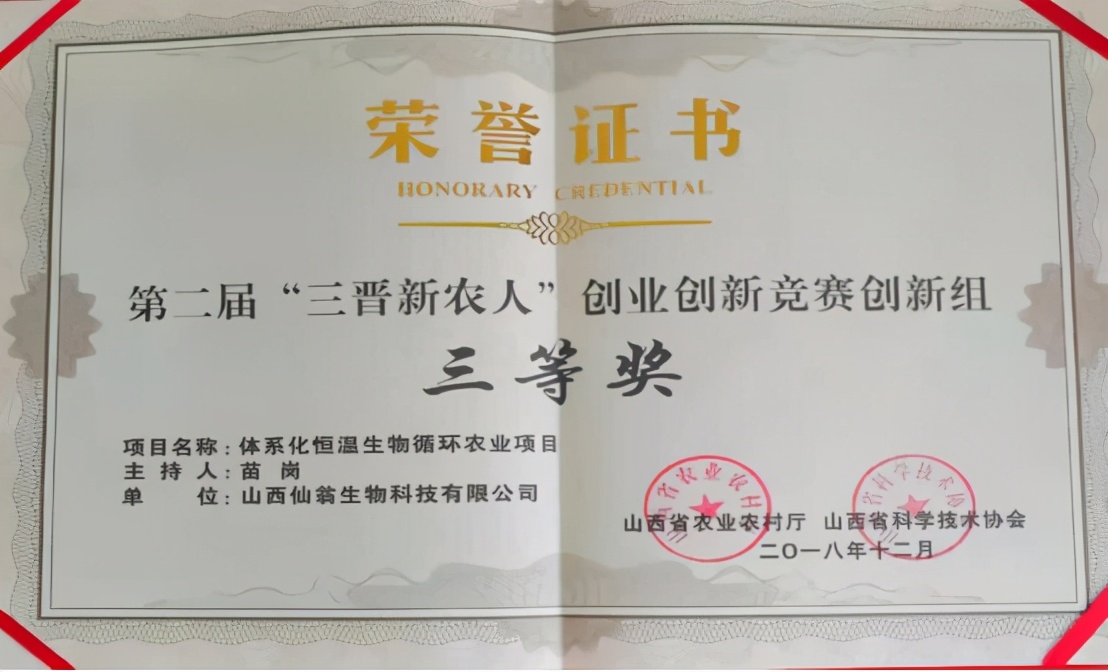 荣誉证书
HONORARY CREDENTIAL
第二届“三晋新农人”创业创新竞赛创新组
三等奖
项目名称：体系化恒温生物循环农业项目
主持人：苗岗
单位：山西仙翁生物科技有限公司
山西省农业农村厅 山西省科学技术协会
二〇一八年十二月